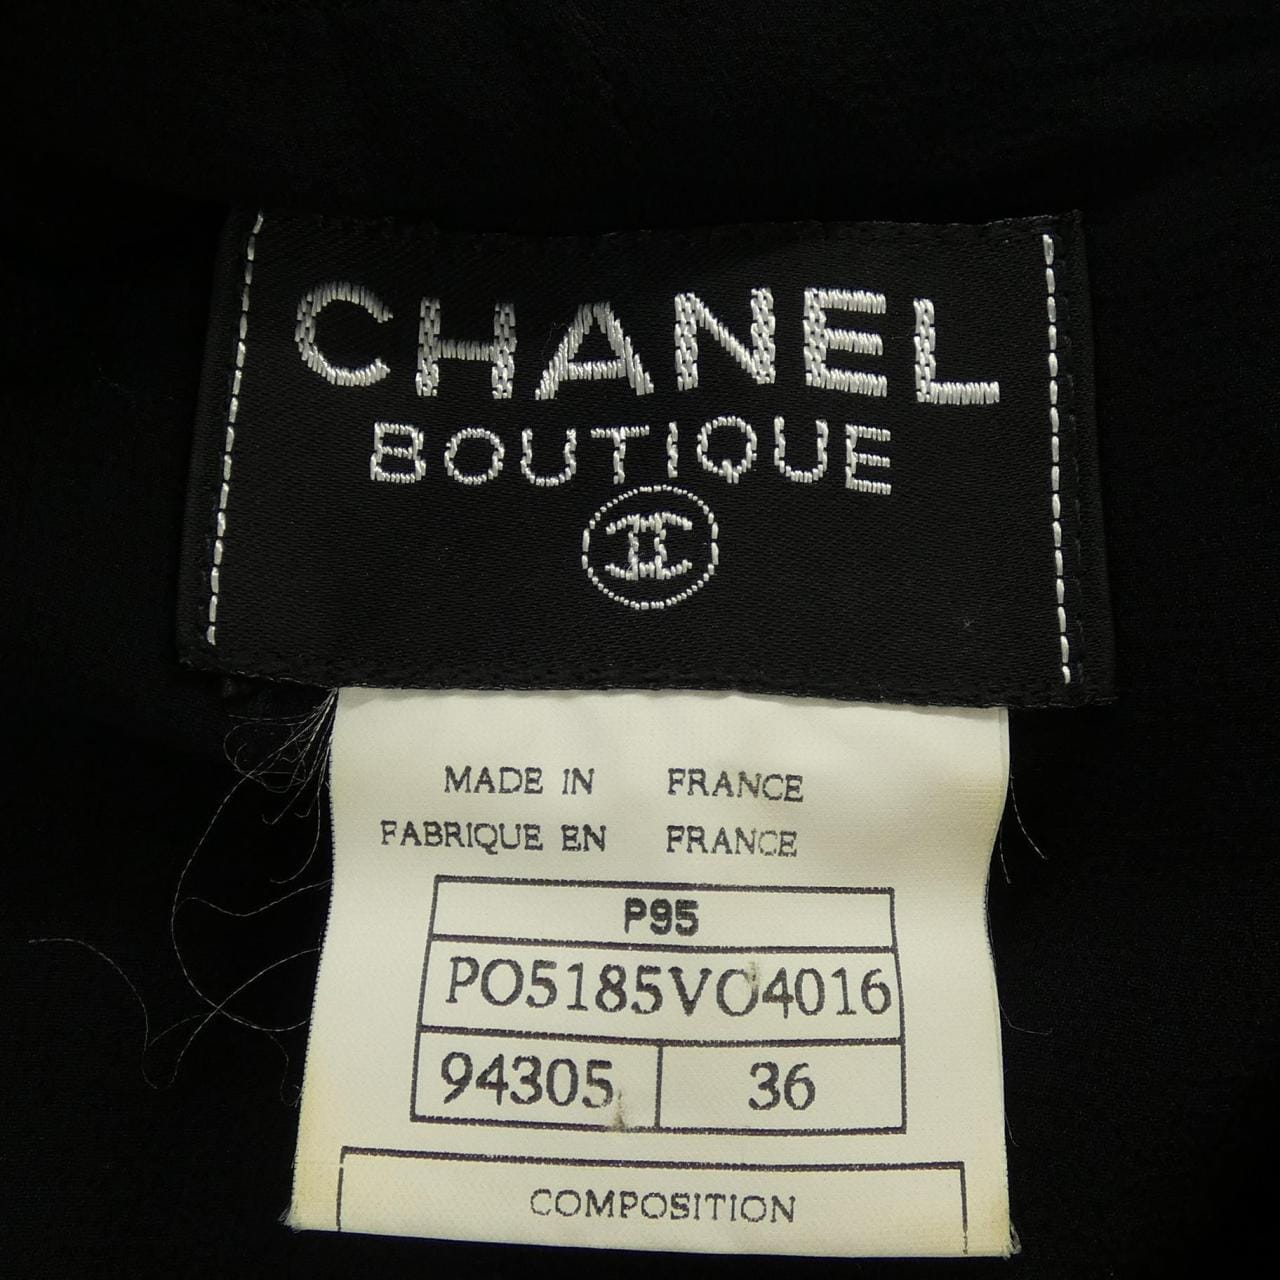 CHANEL
BOUTIQUE
MADE IN FRANCE
FABRIQUE EN FRANCE
P95
PO5185VO4016
94305 36
COMPOSITION